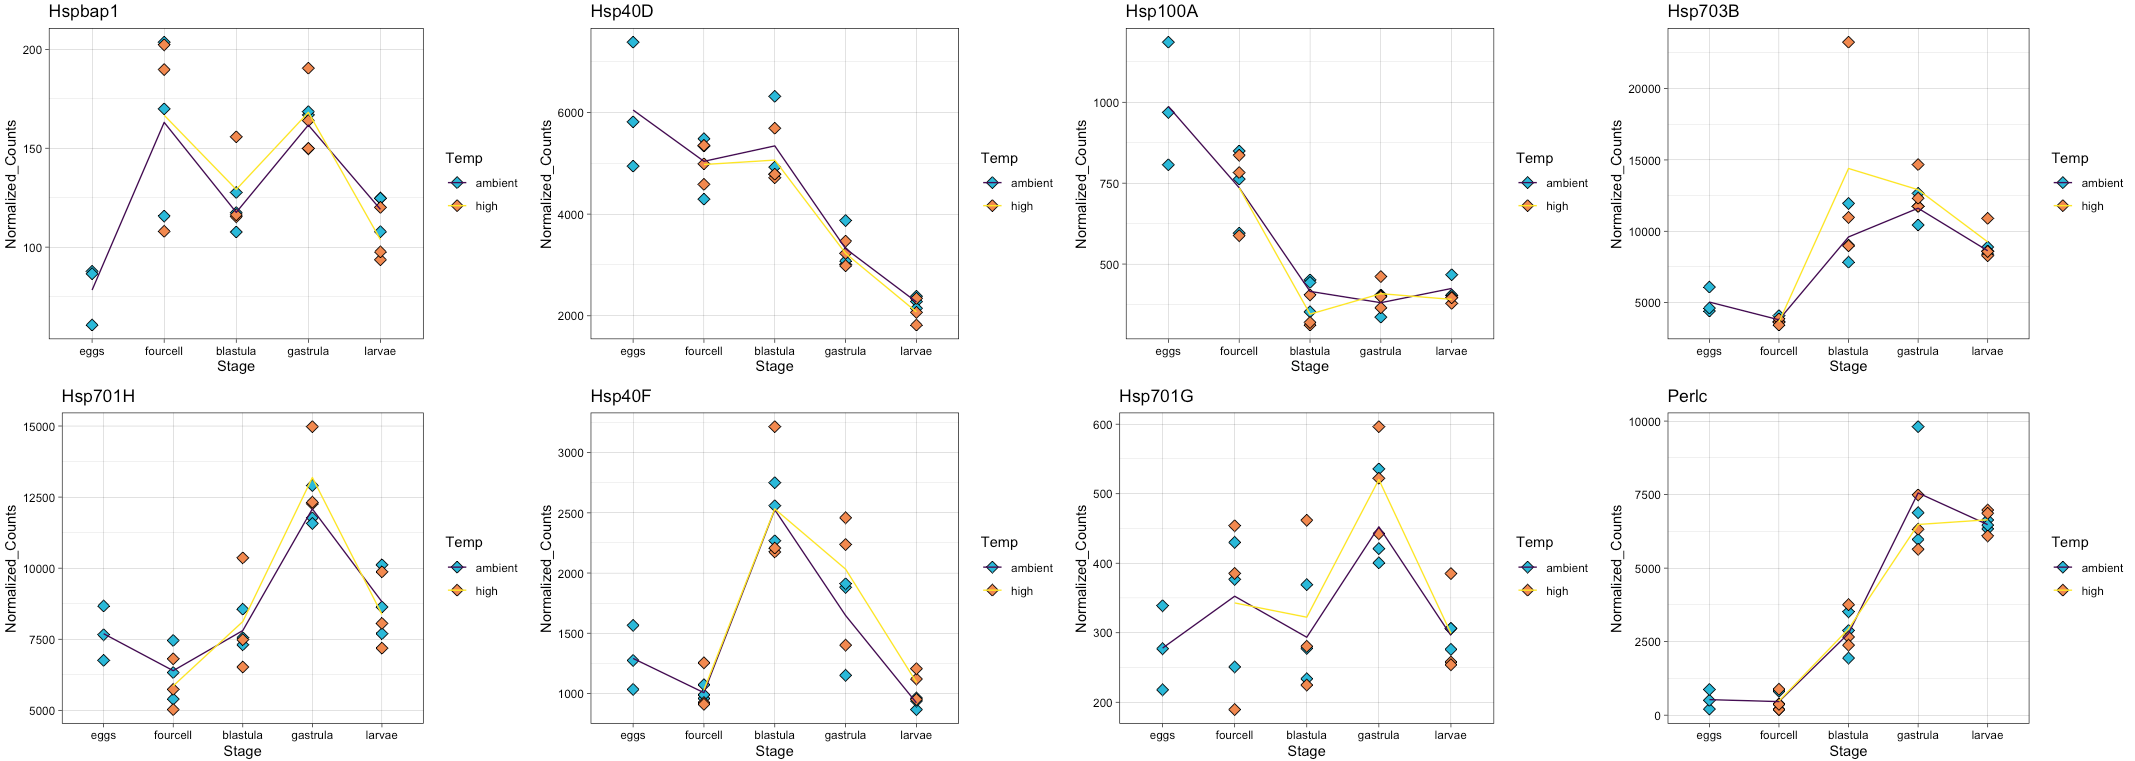 Hspbap1
Normalized_Counts
200
150
100
eggs fourcell blastula gastrula larvae
Stage
Temp
ambient
high
Hsp40D
Normalized_Counts
6000
4000
2000
eggs fourcell blastula gastrula larvae
Stage
Temp
ambient
high
Hsp100A
Normalized_Counts
1000
750
500
eggs fourcell blastula gastrula larvae
Stage
Temp
ambient
high
Hsp703B
Normalized_Counts
20000
15000
10000
5000
eggs fourcell blastula gastrula larvae
Stage
Temp
ambient
high
Hsp701H
Normalized_Counts
15000
12500
10000
7500
5000
eggs fourcell blastula gastrula larvae
Stage
Temp
ambient
high
Hsp40F
Normalized_Counts
3000
2500
2000
1500
1000
eggs fourcell blastula gastrula larvae
Stage
Temp
ambient
high
Hsp701G
Normalized_Counts
600
500
400
300
200
eggs fourcell blastula gastrula larvae
Stage
Temp
ambient
high
Perlc
Normalized_Counts
10000
7500
5000
2500
0
eggs fourcell blastula gastrula larvae
Stage
Temp
ambient
high